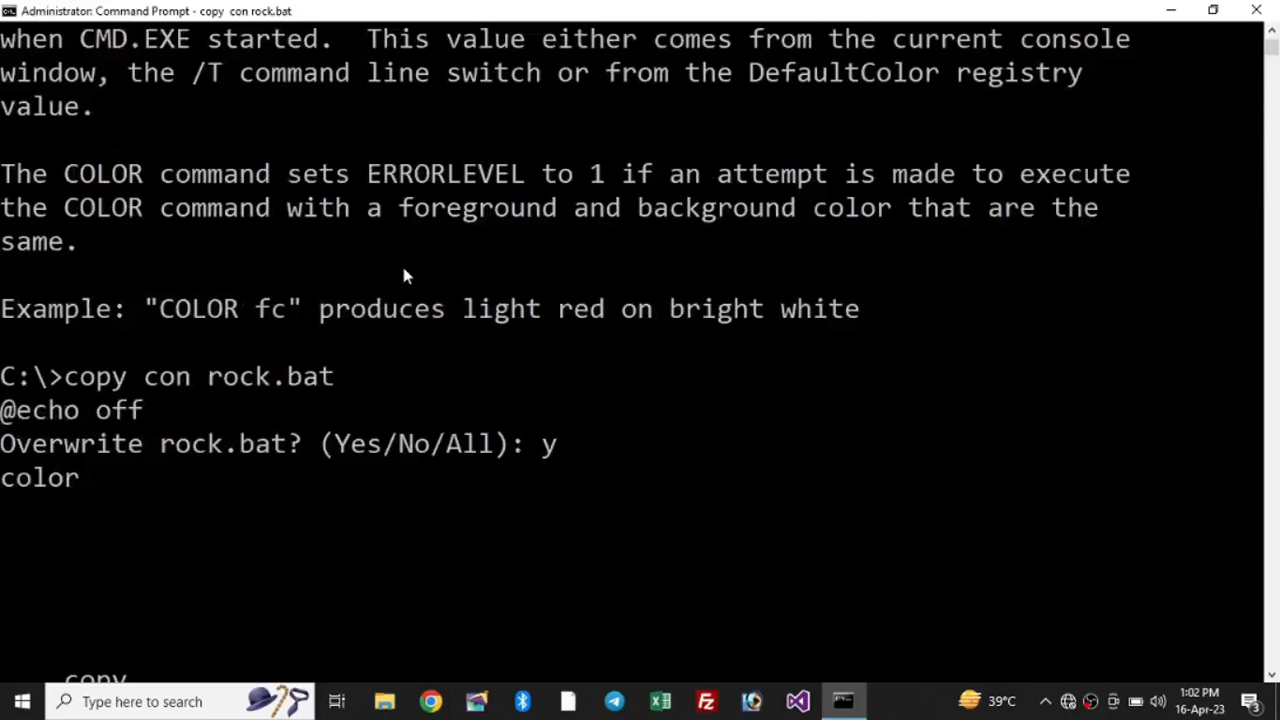 Administrator: Command Prompt - copy  con rock.bat
when CMD.EXE started.  This value either comes from the current console
window, the /T command line switch or from the DefaultColor registry
value.
The COLOR command sets ERRORLEVEL to 1 if an attempt is made to execute
the COLOR command with a foreground and background color that are the
same.
Example: "COLOR fc" produces light red on bright white
C:\>copy con rock.bat
@echo off
Overwrite rock.bat? (Yes/No/All): y
color
copy
Type here to search
39°C
1:02 PM
16-Apr-23
3